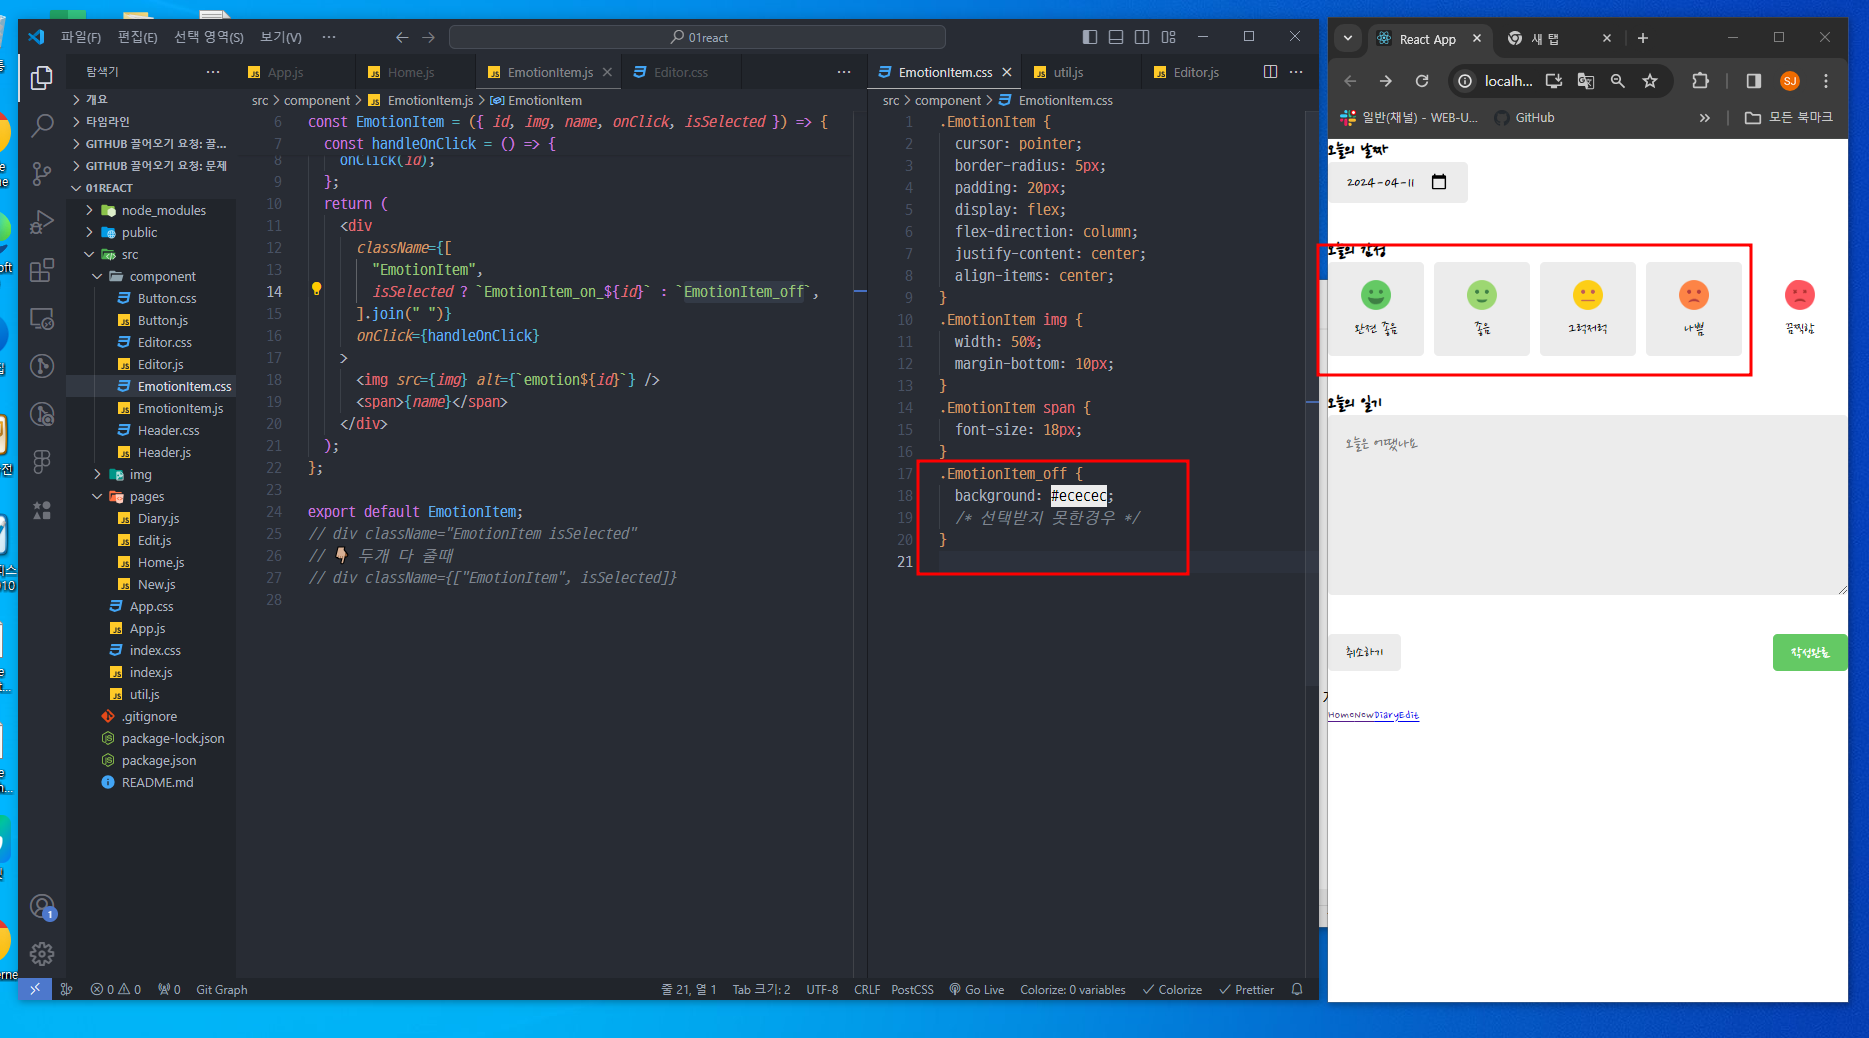 파일(F) 편집(E) 선택 영역(S) 보기(V) ··· 01react
탐색기 ···
App.js Home.js EmotionItem.js Editor.css ···
EmotionItem.css util.js Editor.js ···
개요
타임라인
GITHUB 끌어오기 요청: 끌...
GITHUB 끌어오기 요청: 문제
01REACT
node_modules
public
src
component
Button.css
Button.js
Editor.css
Editor.js
EmotionItem.css
EmotionItem.js
Header.css
Header.js
img
pages
Diary.js
Edit.js
Home.js
New.js
App.css
App.js
index.css
index.js
util.js
.gitignore
package-lock.json
package.json
README.md
1
src > component > EmotionItem.js > EmotionItem
6 const EmotionItem = ({ id, img, name, onClick, isSelected }) => {
7 const handleOnClick = () => {
8 onClick(id);
9 };
10 return (
11 <div
12 className={[
13 "EmotionItem",
14 isSelected ? `EmotionItem_on_${id}` : `EmotionItem_off`,
15 ].join(" ")}
16 onClick={handleOnClick}
17 >
18 <img src={img} alt={`emotion${id}`} />
19 <span>{name}</span>
20 </div>
21 );
22 };
23
24 export default EmotionItem;
25 // div className="EmotionItem isSelected"
26 // 👇🏼 두개 다 줄때
27 // div className={["EmotionItem", isSelected]}
28
src > component > EmotionItem.css
1 .EmotionItem {
2 cursor: pointer;
3 border-radius: 5px;
4 padding: 20px;
5 display: flex;
6 flex-direction: column;
7 justify-content: center;
8 align-items: center;
9 }
10 .EmotionItem img {
11 width: 50%;
12 margin-bottom: 10px;
13 }
14 .EmotionItem span {
15 font-size: 18px;
16 }
17 .EmotionItem_off {
18 background: #ececec;
19 /* 선택받지 못한경우 */
20 }
21
0 0 0 Git Graph 줄 21, 열 1 Tab 크기: 2 UTF-8 CRLF PostCSS Go Live Colorize: 0 variables Colorize Prettier
React App 새 탭
localh... SJ
일반(채널) - WEB-U... GitHub » 모든 북마크
오늘의 날짜
2024-04-11
오늘의 감정
완전 좋음 좋음 그럭저럭 나쁨 끔찍함
오늘의 일기
오늘은 어땠나요
취소하기 작성완료
HomeNewDiaryEdit